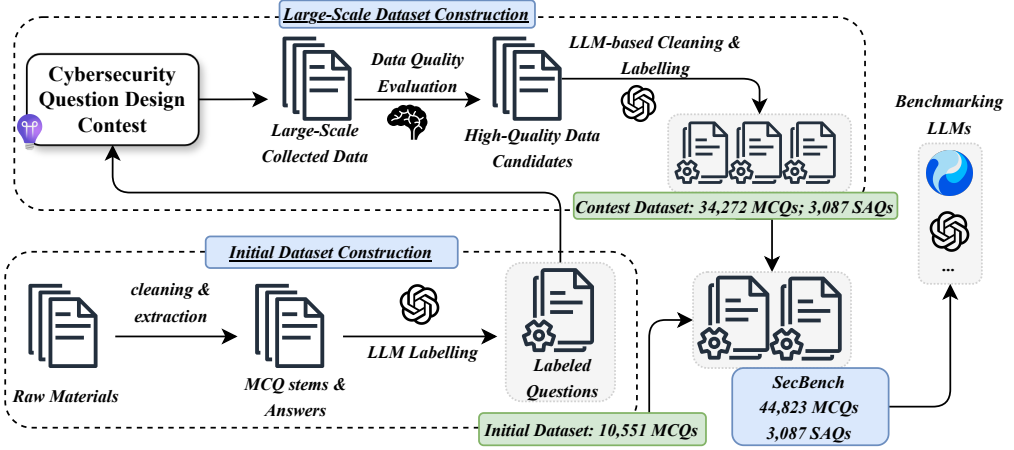 Large-Scale Dataset Construction
Cybersecurity
Question Design
Contest
Large-Scale
Collected Data
Data Quality
Evaluation
High-Quality Data
Candidates
LLM-based Cleaning &
Labelling
Contest Dataset: 34,272 MCQs; 3,087 SAQs
Benchmarking
LLMs
...
Initial Dataset Construction
Raw Materials
cleaning &
extraction
MCQ stems &
Answers
LLM Labelling
Labeled
Questions
Initial Dataset: 10,551 MCQs
SecBench
44,823 MCQs
3,087 SAQs